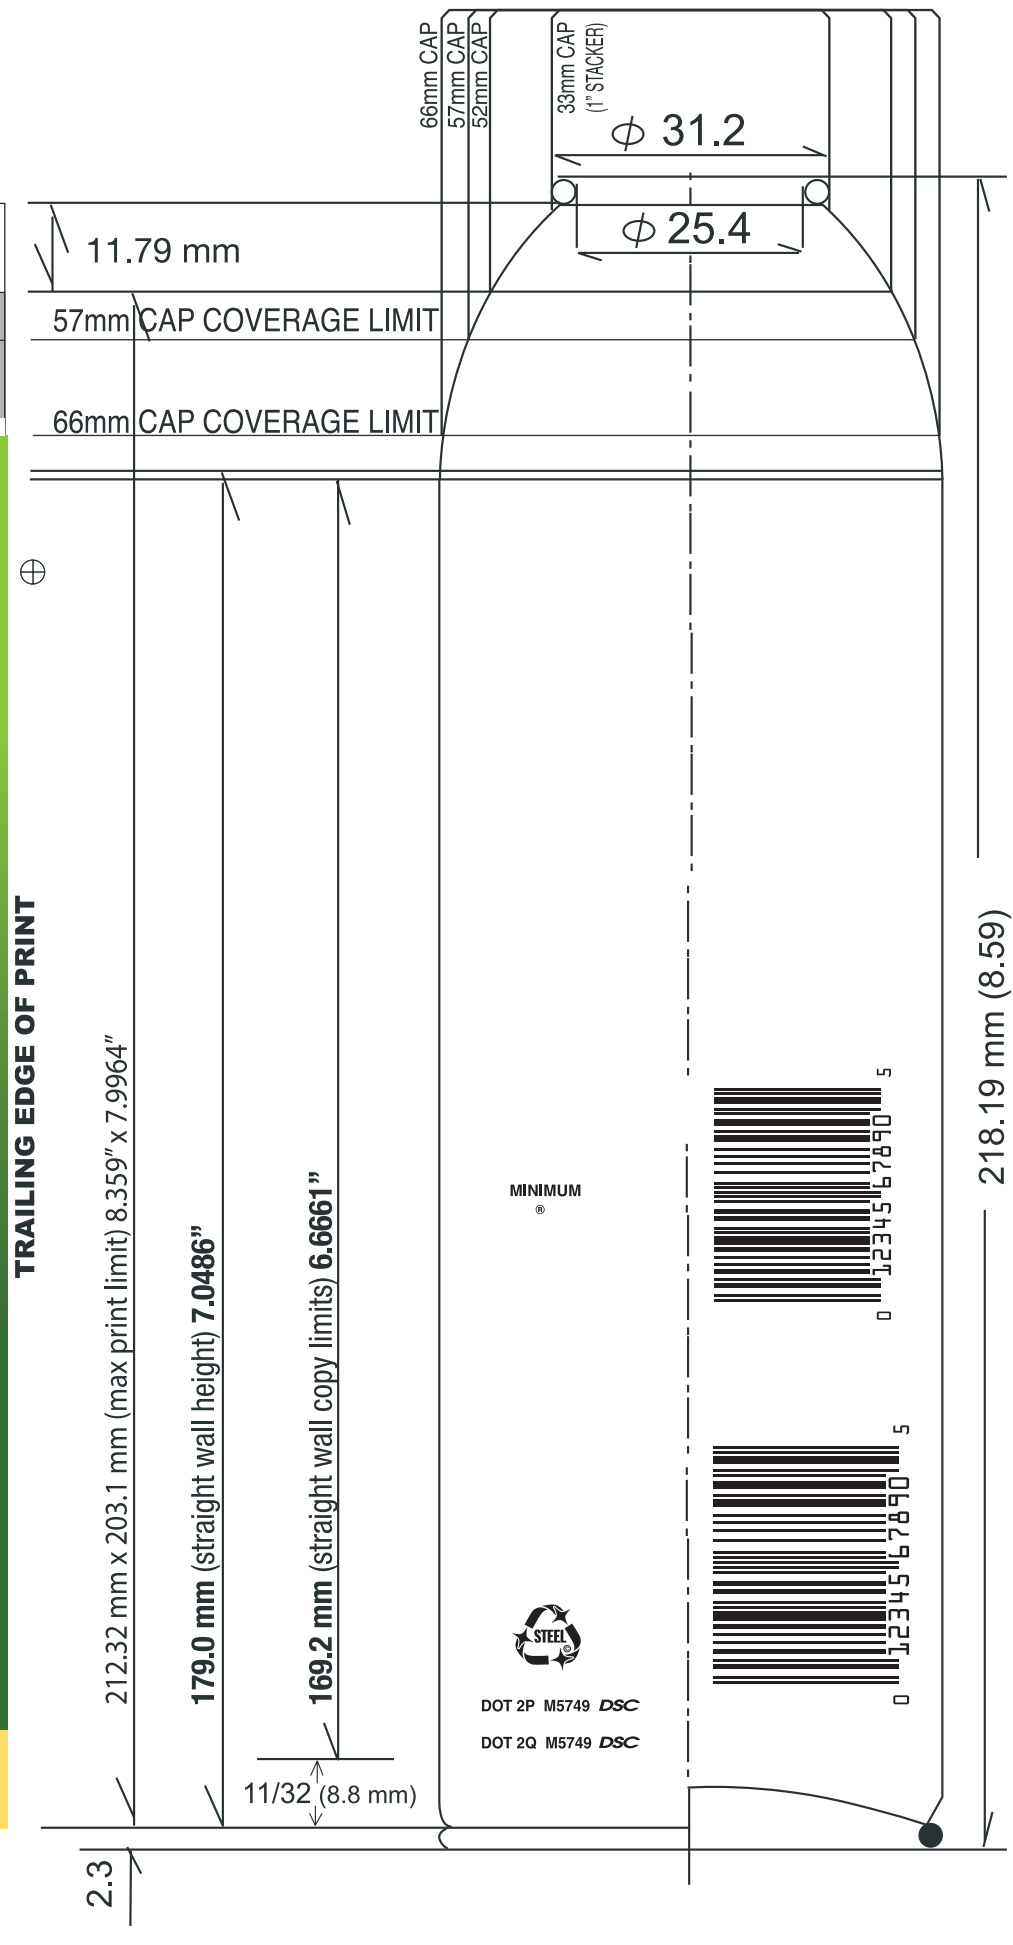 66mm CAP
57mm CAP
52mm CAP
33mm CAP
(1" STACKER)
ϕ 31.2
ϕ 25.4
11.79 mm
57mm CAP COVERAGE LIMIT
66mm CAP COVERAGE LIMIT
TRAILING EDGE OF PRINT
212.32 mm x 203.1 mm (max print limit) 8.359" x 7.9964"
179.0 mm (straight wall height) 7.0486"
169.2 mm (straight wall copy limits) 6.6661"
218.19 mm (8.59)
MINIMUM
®
0 12345 67890 5
0 12345 67890 5
STEEL
©
DOT 2P M5749 DSC
DOT 2Q M5749 DSC
11/32 (8.8 mm)
2.3